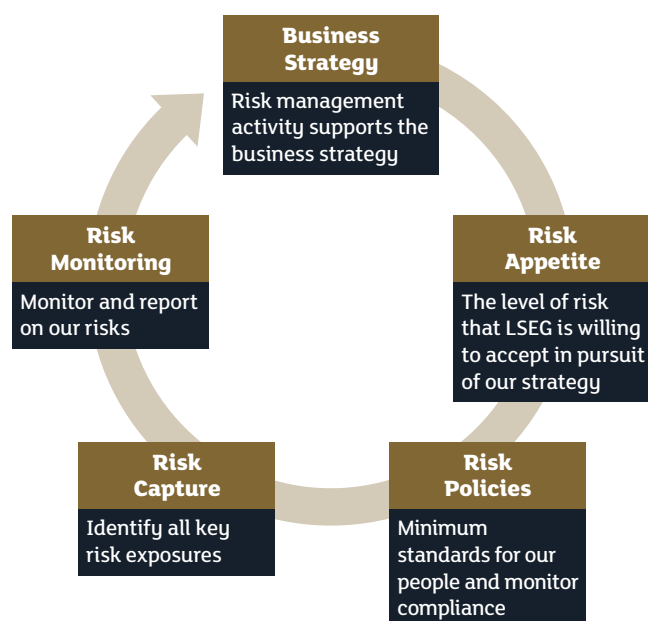 Business
Strategy
Risk management
activity supports the
business strategy
Risk
Appetite
The level of risk
that LSEG is willing
to accept in pursuit
of our strategy
Risk
Policies
Minimum
standards for our
people and monitor
compliance
Risk
Capture
Identify all key
risk exposures
Risk
Monitoring
Monitor and report
on our risks